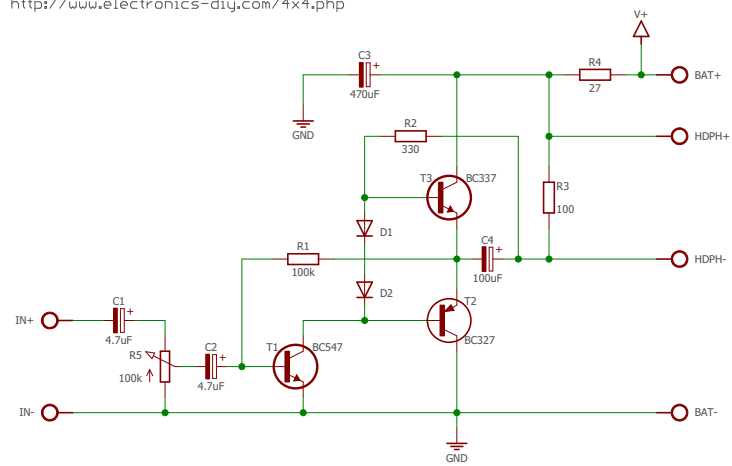 http://www.electronics-diy.com/4x4.php
V+
C3
+
470uF
R4
27
BAT+
GND
R2
330
HDPH+
T3
BC337
R3
100
D1
R1
100k
C4
+
100uF
HDPH-
D2
T2
BC327
IN+
C1
+
4.7uF
R5
100k
C2
+
4.7uF
T1
BC547
IN-
BAT-
GND